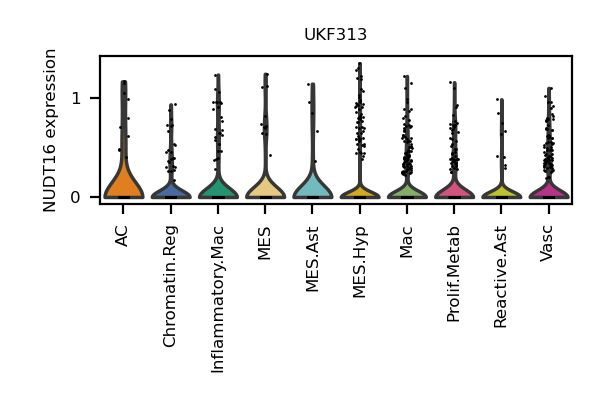 UKF313
NUDT16 expression
1
0
AC
Chromatin.Reg
Inflammatory.Mac
MES
MES.Ast
MES.Hyp
Mac
Prolif.Metab
Reactive.Ast
Vasc